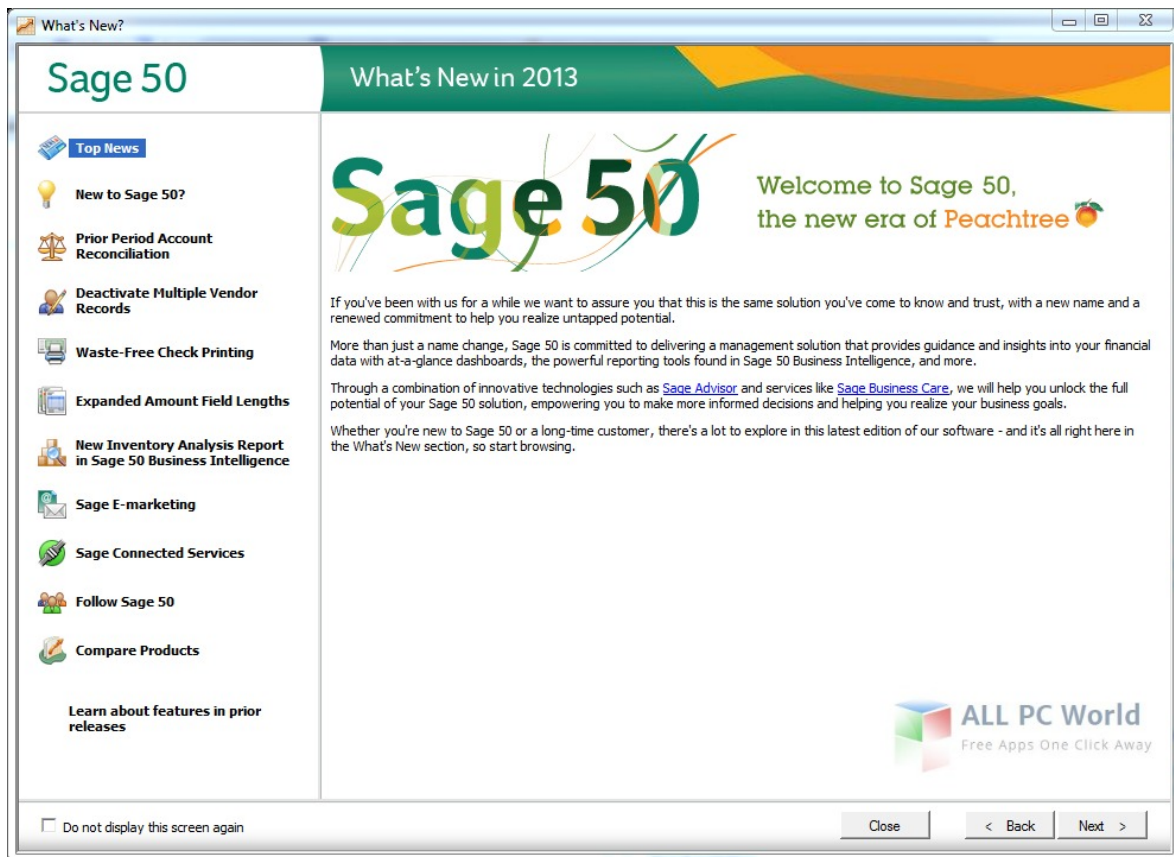 What's New?
Sage 50
What's New in 2013
Top News
New to Sage 50?
Prior Period Account
Reconciliation
Deactivate Multiple Vendor
Records
Waste-Free Check Printing
Expanded Amount Field Lengths
New Inventory Analysis Report
in Sage 50 Business Intelligence
Sage E-marketing
Sage Connected Services
Follow Sage 50
Compare Products
Learn about features in prior
releases
Sage 50
Welcome to Sage 50,
the new era of Peachtree
If you've been with us for a while we want to assure you that this is the same solution you've come to know and trust, with a new name and a
renewed commitment to help you realize untapped potential.
More than just a name change, Sage 50 is committed to delivering a management solution that provides guidance and insights into your financial
data with at-a-glance dashboards, the powerful reporting tools found in Sage 50 Business Intelligence, and more.
Through a combination of innovative technologies such as Sage Advisor and services like Sage Business Care, we will help you unlock the full
potential of your Sage 50 solution, empowering you to make more informed decisions and helping you realize your business goals.
Whether you're new to Sage 50 or a long-time customer, there's a lot to explore in this latest edition of our software - and it's all right here in
the What's New section, so start browsing.
ALL PC World
Free Apps One Click Away
Do not display this screen again
Close
< Back
Next >